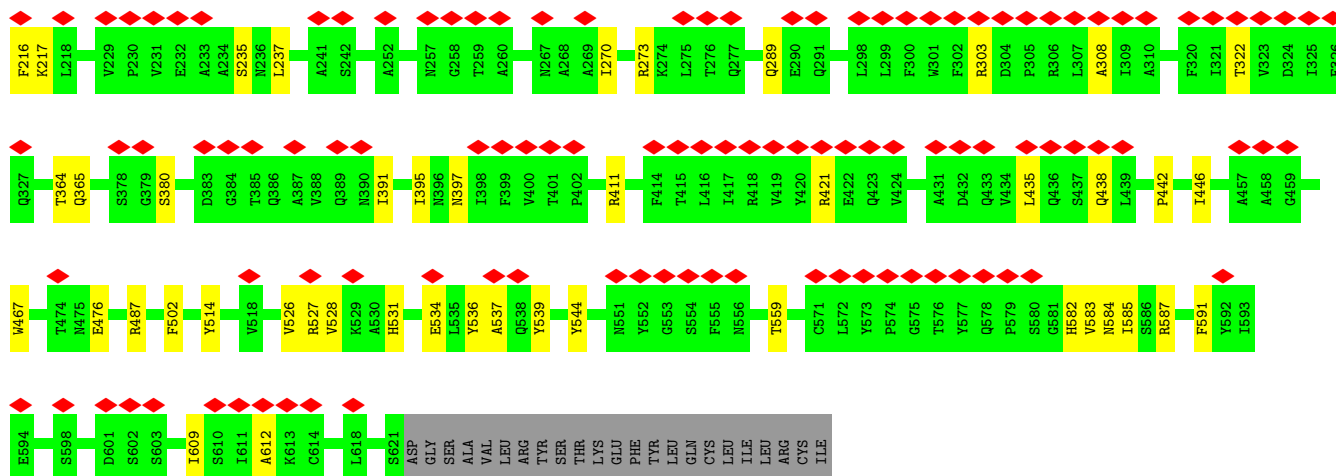 F216 K217 L218 V229 P230 V231 E232 A233 A234 S235 N236 L237 A241 S242 A252 N257 G258 T259 A260 N267 A268 A269 I270 R273 K274 L275 T276 Q277 Q289 E290 Q291 L298 L299 F300 W301 F302 R303 D304 P305 R306 L307 A308 I309 A310 F320 I321 T322 V323 D324 I325 E326
Q327 T364 Q365 S378 G379 S380 D383 G384 T385 Q386 A387 V388 Q389 N390 I391 I395 N396 N397 I398 F399 V400 T401 P402 R411 F414 T415 L416 I417 R418 V419 Y420 R421 E422 Q423 V424 A431 D432 Q433 V434 L435 Q436 S437 Q438 L439 P442 I446 A457 A458 G459
W467 T474 N475 E476 R487 F502 Y514 V518 V526 R527 V528 K529 A530 H531 E534 L535 Y536 A537 Q538 Y539 Y544 N551 Y552 G553 S554 F555 N556 T559 C571 L572 Y573 P574 G575 T576 Y577 Q578 P579 S580 G581 H582 V583 N584 I585 S586 R587 F591 Y592 I593
E594 S598 D601 S602 S603 I609 S610 I611 A612 K613 C614 L618 S621 ASP GLY SER ALA VAL LEU ARG TYR SER THR LYS GLU PHE TYR LEU GLN CYS LEU ILE LEU ARG CYS ILE